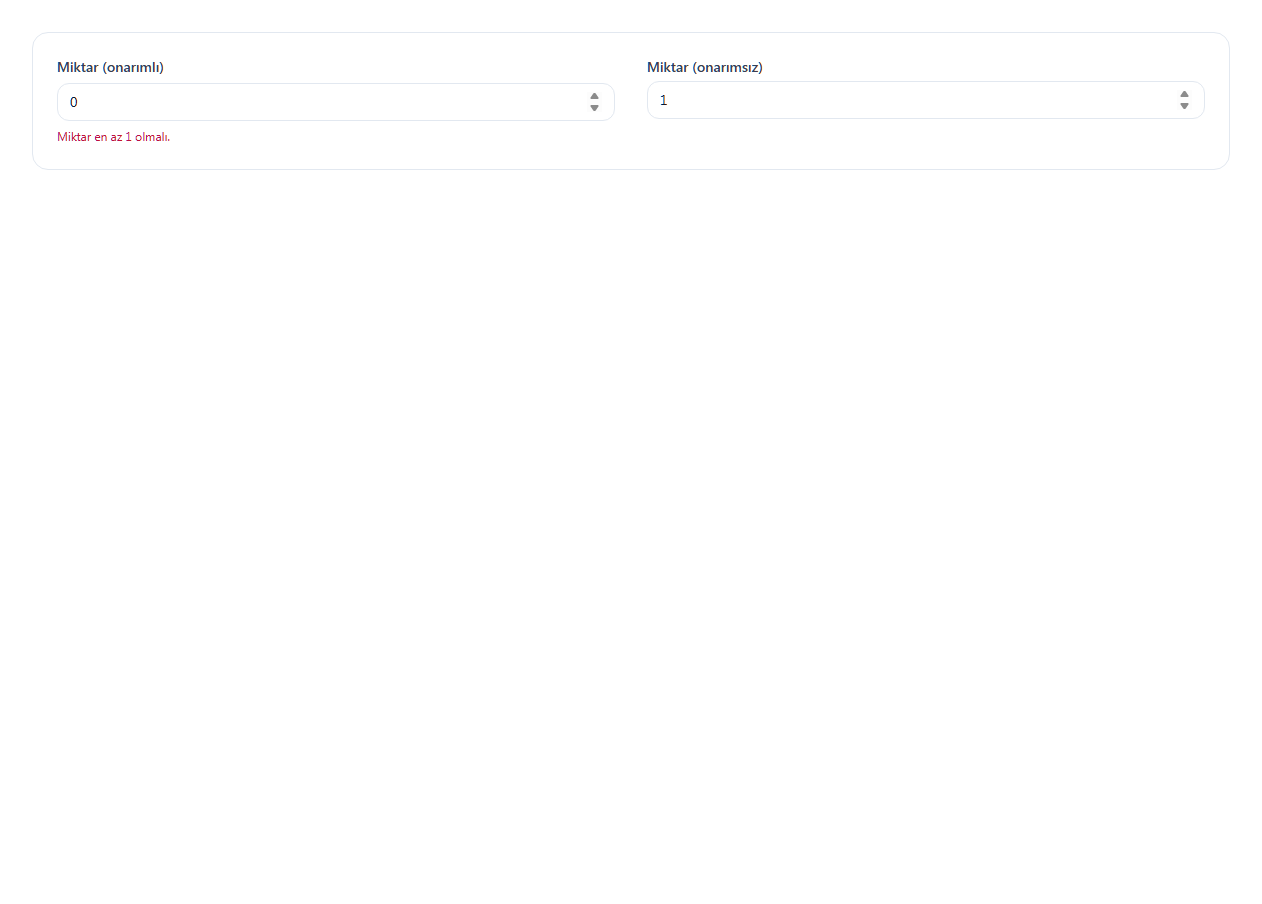 Miktar (onarımlı)
0
Miktar en az 1 olmalı.
Miktar (onarımsız)
1